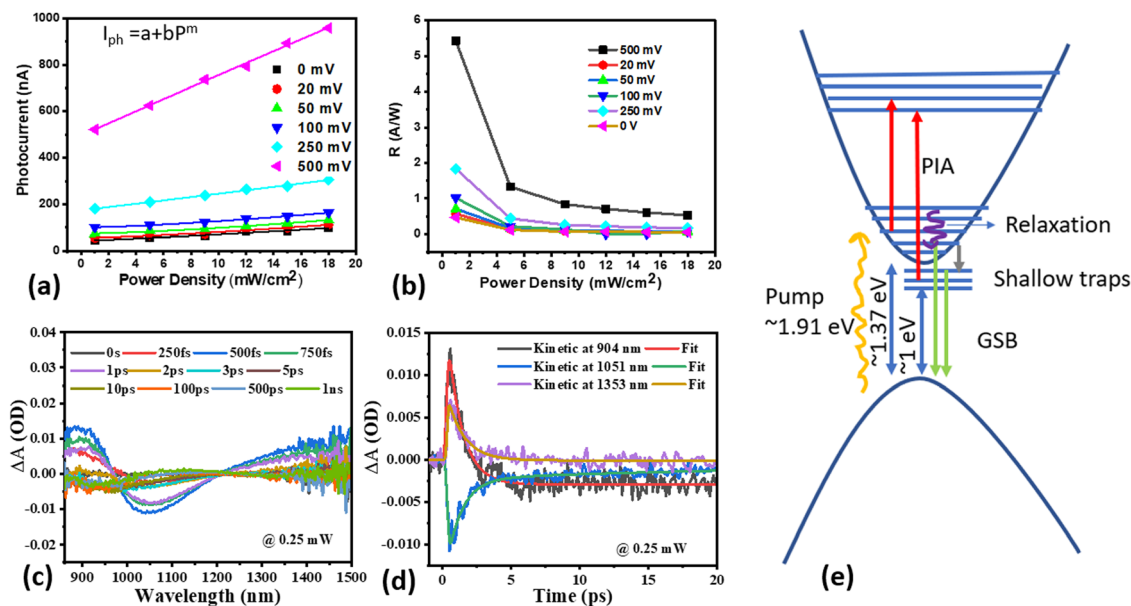 I_ph =a+bP^m
0 mV
20 mV
50 mV
100 mV
250 mV
500 mV
Photocurrent (nA)
1000
800
600
400
200
0
0 2 4 6 8 10 12 14 16 18 20
Power Density (mW/cm²)
(a)
500 mV
20 mV
50 mV
100 mV
250 mV
0 V
R (A/W)
6
5
4
3
2
1
0
0 2 4 6 8 10 12 14 16 18 20
Power Density (mW/cm²)
(b)
0s 250fs 500fs 750fs
1ps 2ps 3ps 5ps
10ps 100ps 500ps 1ns
ΔA (OD)
0.04
0.03
0.02
0.01
0.00
-0.01
-0.02
@ 0.25 mW
900 1000 1100 1200 1300 1400 1500
Wavelength (nm)
(c)
Kinetic at 904 nm Fit
Kinetic at 1051 nm Fit
Kinetic at 1353 nm Fit
ΔA (OD)
0.015
0.010
0.005
0.000
-0.005
-0.010
@ 0.25 mW
0 5 10 15 20
Time (ps)
(d)
PIA
Relaxation
Shallow traps
Pump
~1.91 eV
~1.37 eV
~1 eV
GSB
(e)